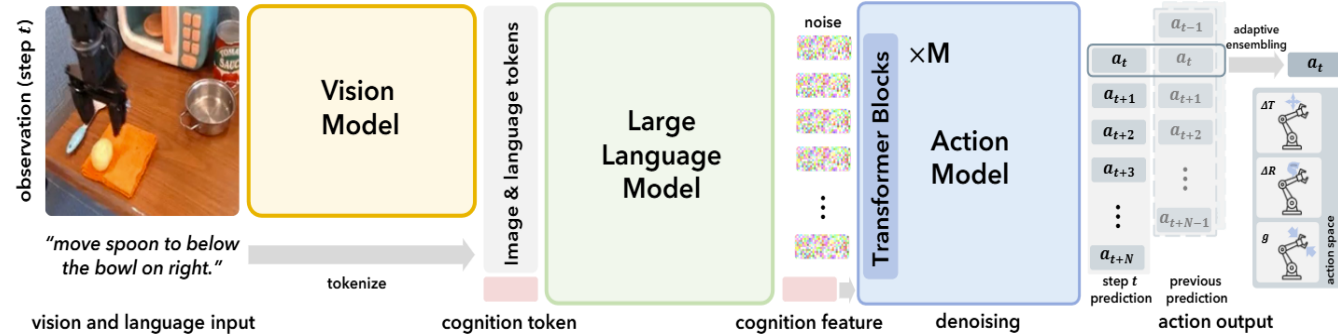 observation (step t)
Vision
Model
"move spoon to below
the bowl on right."
tokenize
vision and language input
Image & language tokens
cognition token
Large
Language
Model
noise
cognition feature
Transformer Blocks
×M
Action
Model
denoising
a_t
a_{t+1}
a_{t+2}
a_{t+3}
a_{t+N}
step t
prediction
a_{t-1}
a_t
a_{t+1}
a_{t+2}
a_{t+N-1}
previous
prediction
adaptive
ensembling
a_t
ΔT
ΔR
g
action space
action output